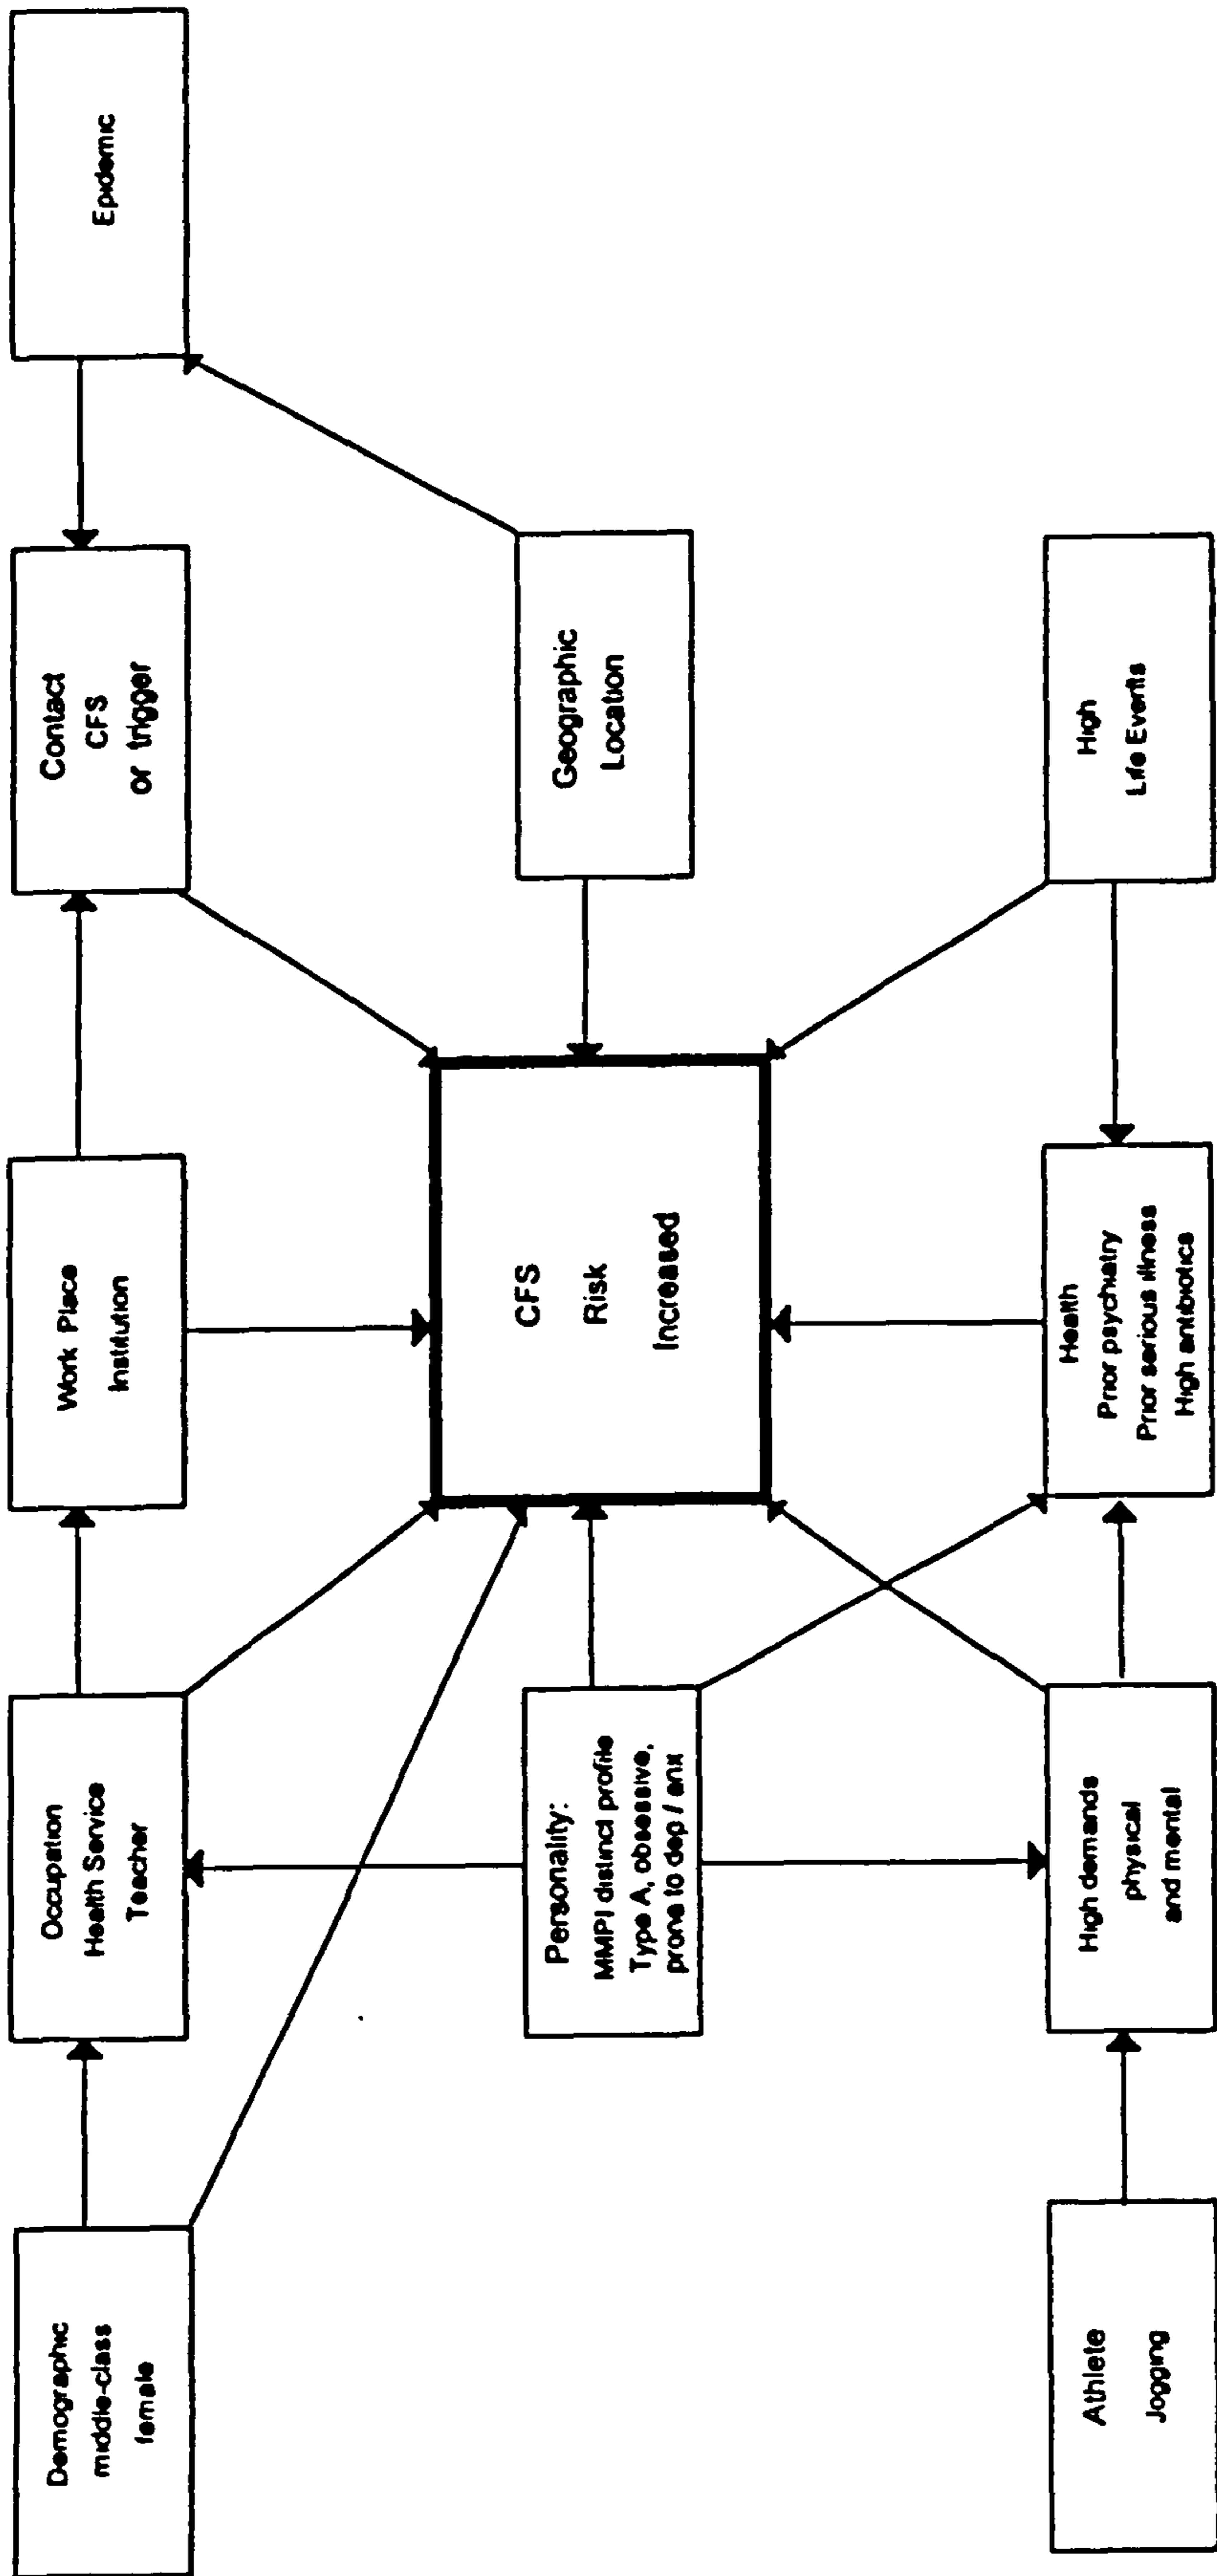 Demographic
middle-class
female
Occupation
Health Service
Teacher
Work Place
Institution
Contact
CFS
or trigger
Epidemic
Personality:
MMPI distinct profile
Type A, obsessive,
prone to dep / anx
CFS
Risk
Increased
Geographic
Location
Athlete
Jogging
High demands
physical
and mental
Health
Prior psychiatry
Prior serious illness
High antibiotics
High
Life Events